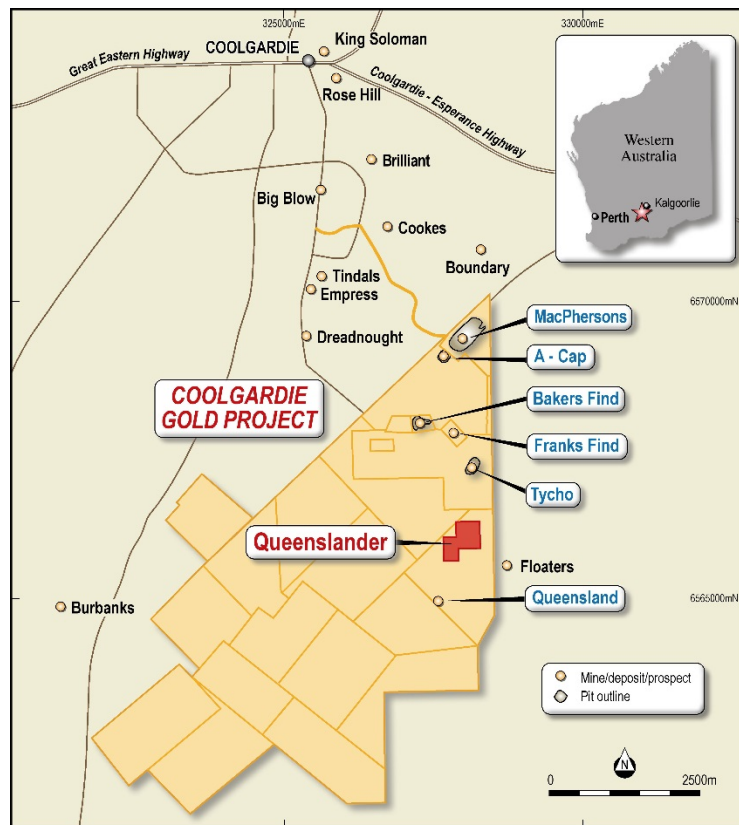 325000mE
330000mE
King Soloman
COOLGARDIE
Great Eastern Highway
Rose Hill
Coolgardie - Esperance Highway
Western
Australia
Kalgoorlie
Perth
Brilliant
Big Blow
Cookes
Boundary
Tindals
Empress
6570000mN
MacPhersons
Dreadnought
A - Cap
COOLGARDIE
GOLD PROJECT
Bakers Find
Franks Find
Tycho
Queenslander
Floaters
Queensland
6565000mN
Burbanks
Mine/deposit/prospect
Pit outline
N
0
2500m